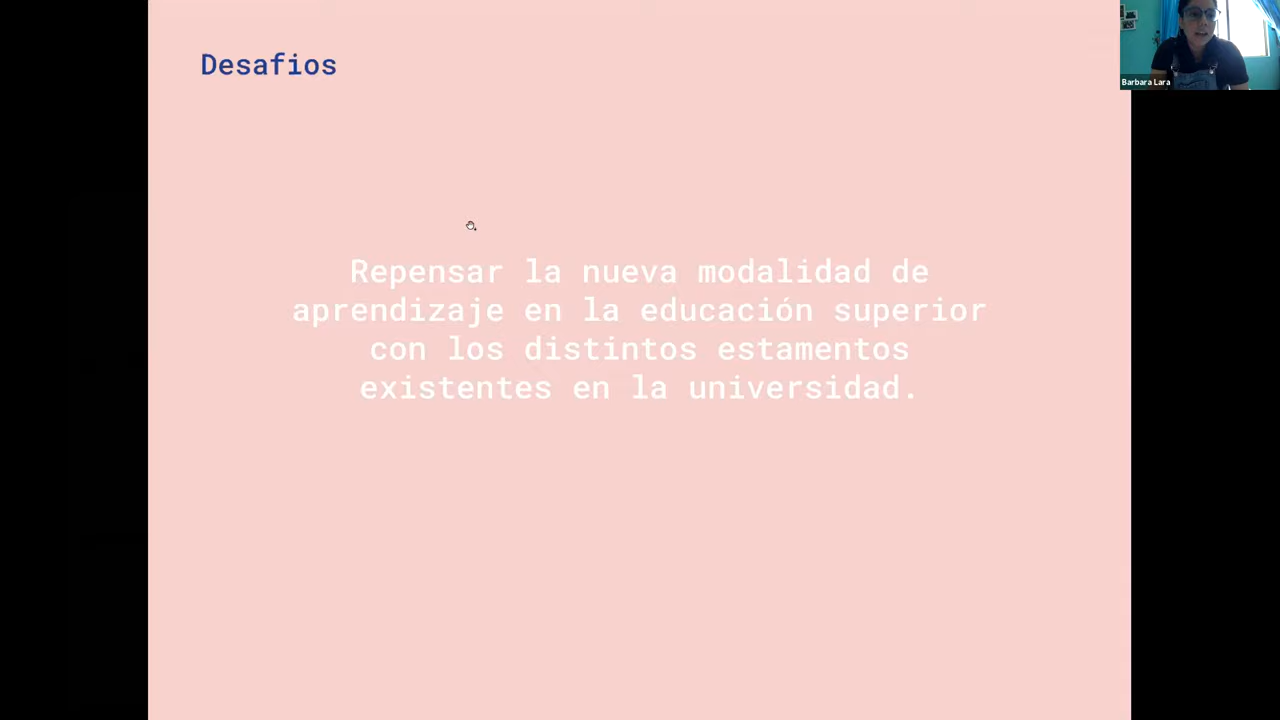 Desafios
Repensar la nueva modalidad de
aprendizaje en la educación superior
con los distintos estamentos
existentes en la universidad.
Barbara Lara